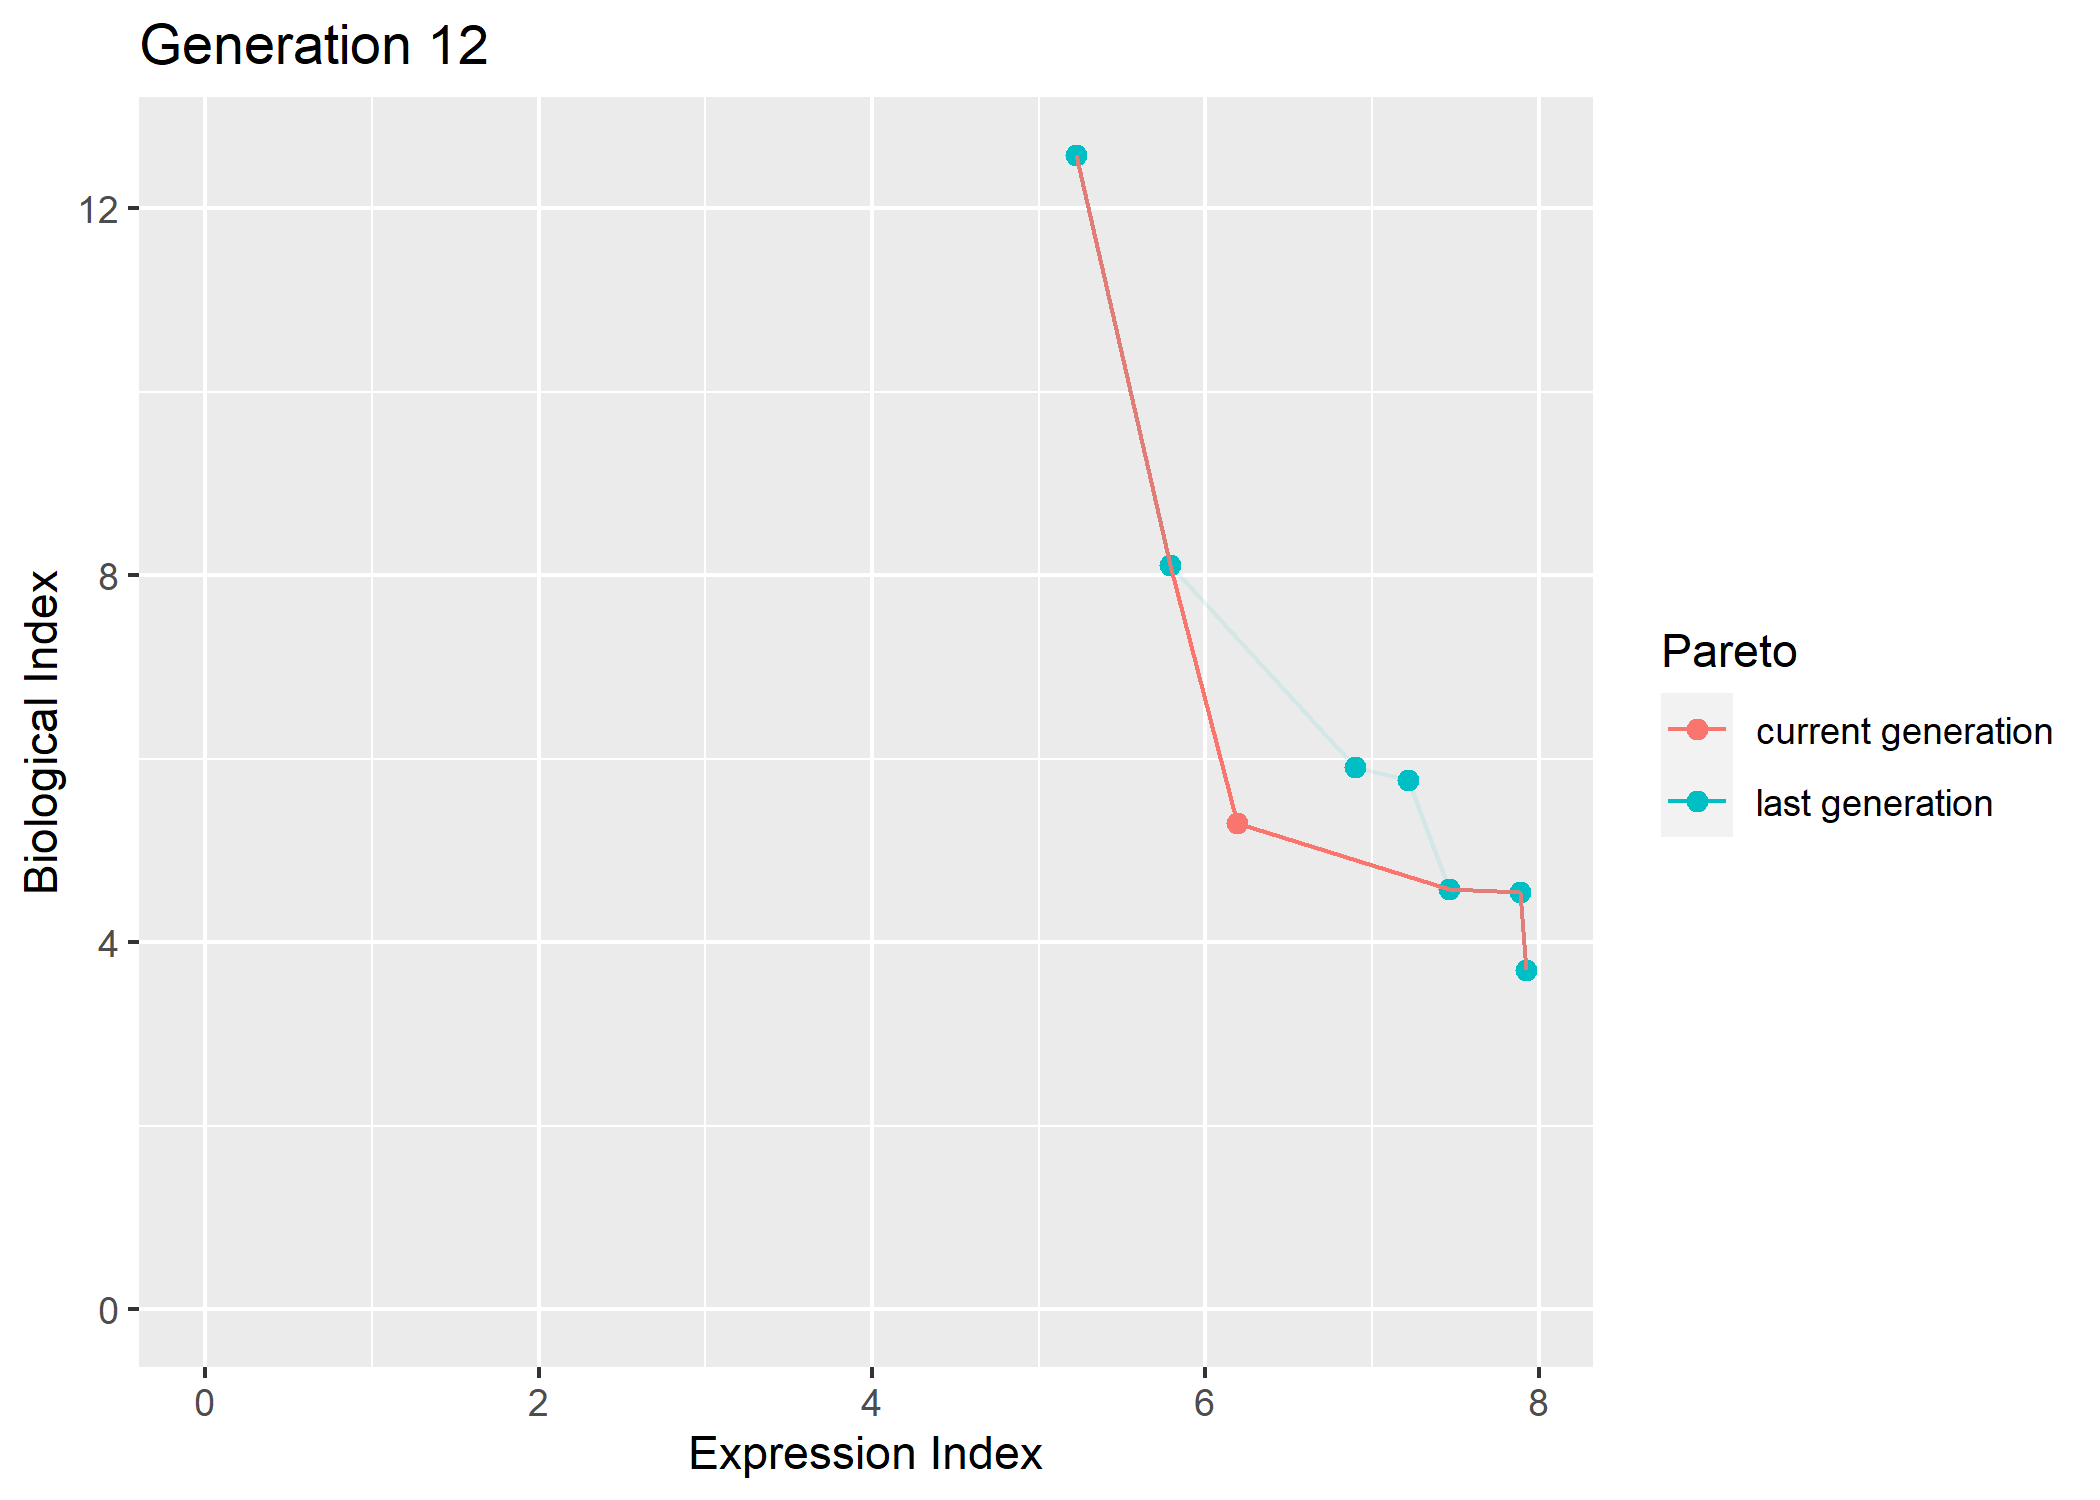 Generation 12
12
8
4
0
Biological Index
0 2 4 6 8
Expression Index
Pareto
current generation
last generation